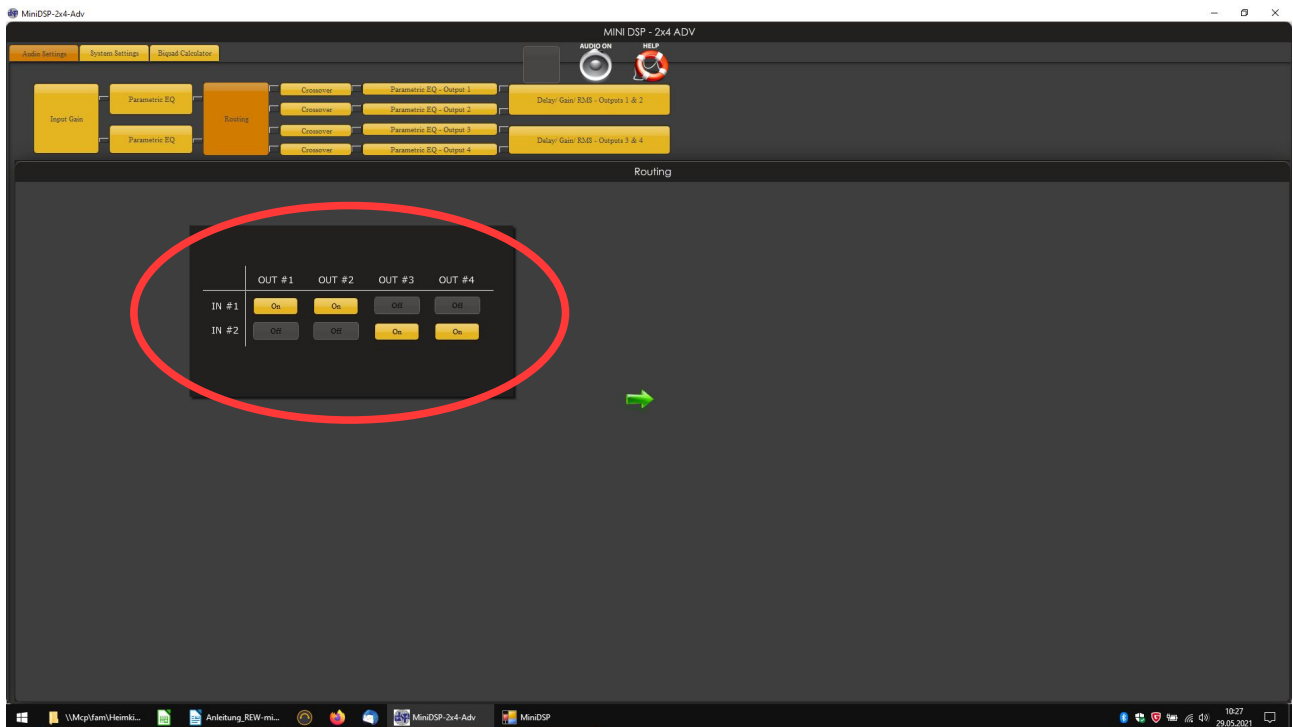 MiniDSP-2x4-Adv
MINI DSP - 2x4 ADV
Audio Settings System Settings Biquad Calculator
AUDIO ON HELP
Input Gain
Parametric EQ
Parametric EQ
Routing
Crossover Parametric EQ - Output 1
Crossover Parametric EQ - Output 2
Crossover Parametric EQ - Output 3
Crossover Parametric EQ - Output 4
Delay/ Gain/ RMS - Outputs 1 & 2
Delay/ Gain/ RMS - Outputs 3 & 4
Routing
OUT #1 OUT #2 OUT #3 OUT #4
IN #1 On On Off Off
IN #2 Off Off On On
\\Mcp\fam\Heimki... Anleitung_REW-mi... MiniDSP-2x4-Adv MiniDSP
10:27
29.05.2021